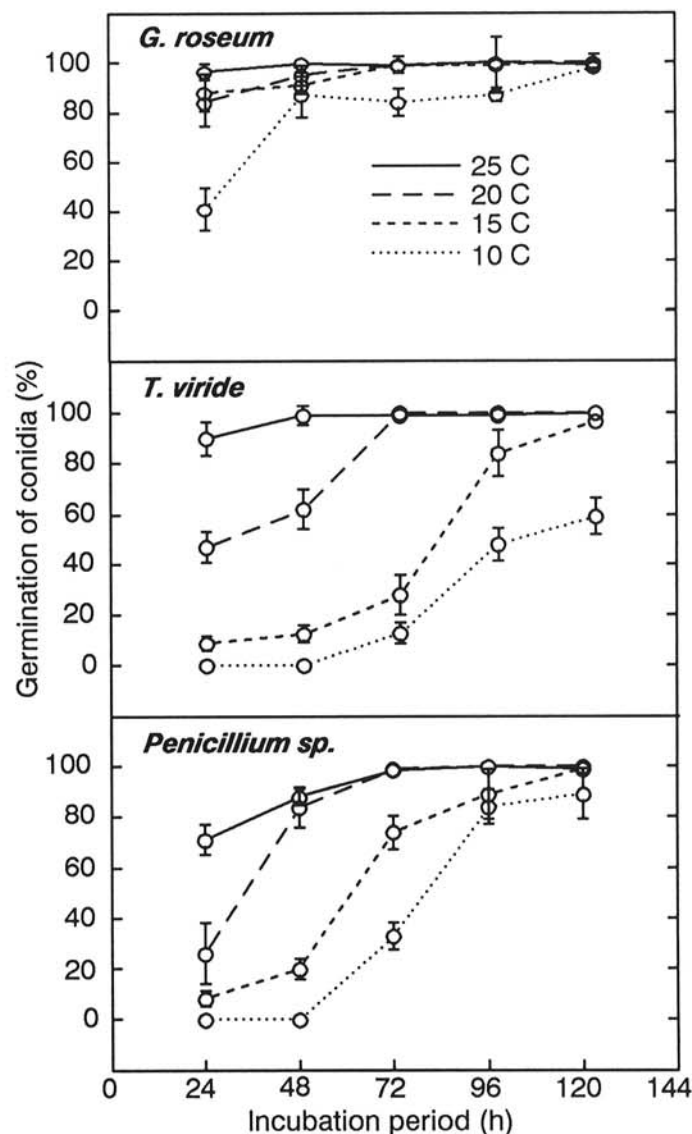 G. roseum
100
80
60
40
20
0
25 C
20 C
15 C
10 C
T. viride
100
80
60
40
20
0
Germination of conidia (%)
Penicillium sp.
100
80
60
40
20
0
0 24 48 72 96 120 144
Incubation period (h)